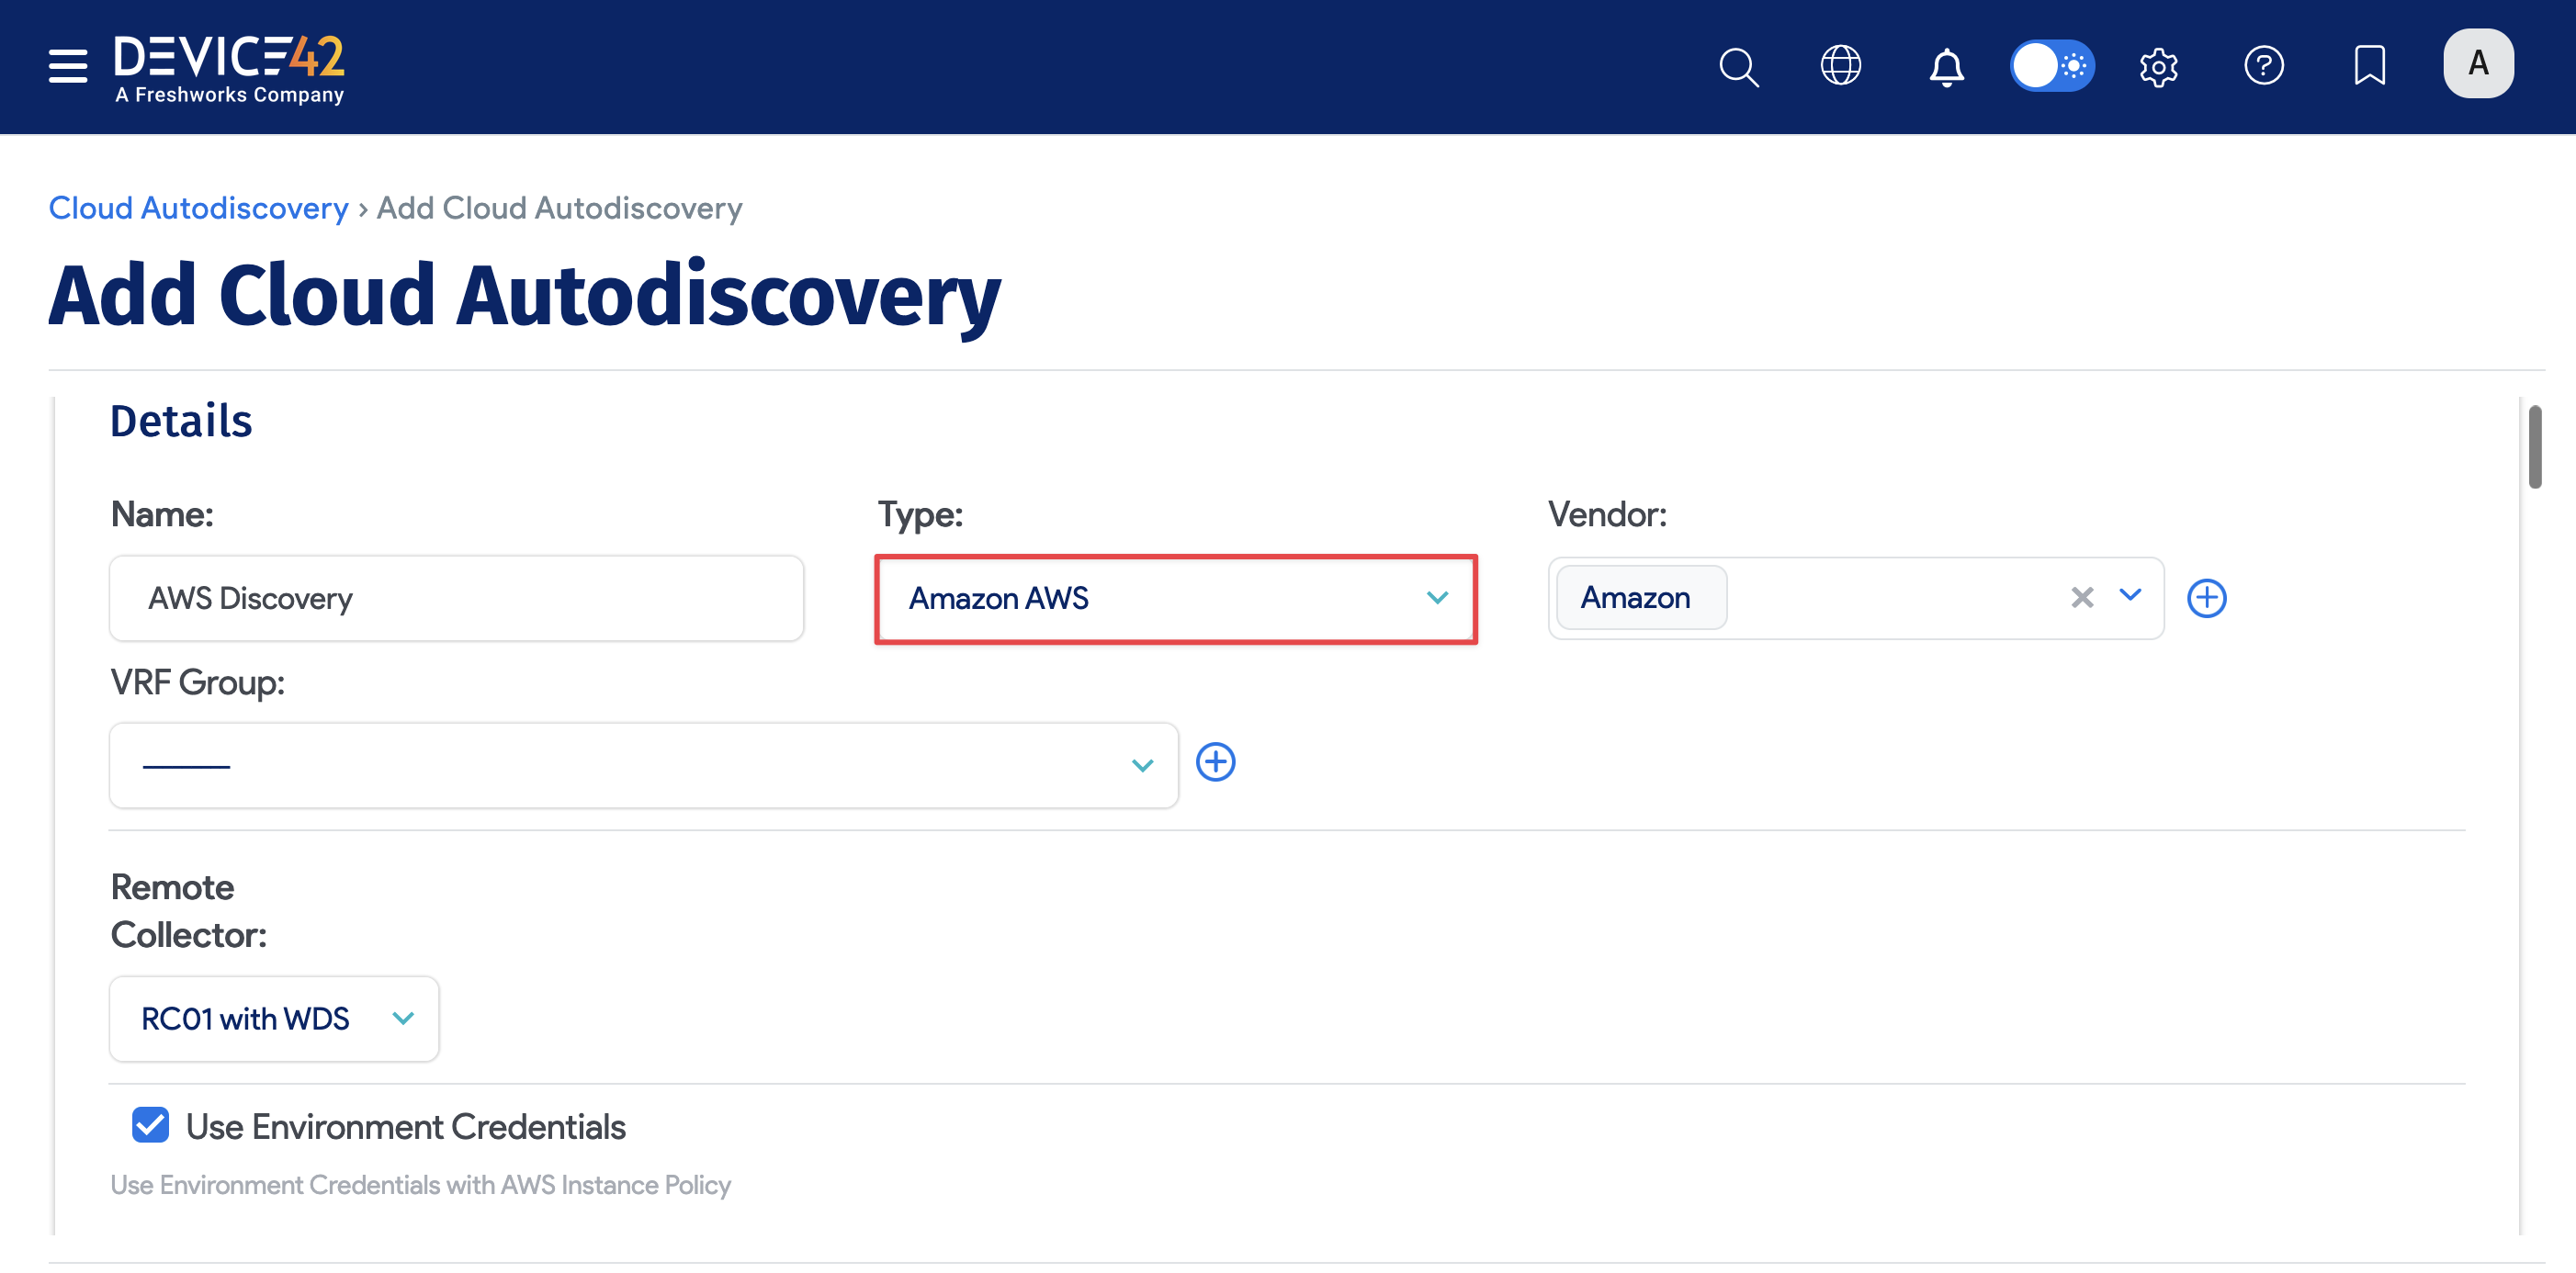 DEVICE42
A Freshworks Company
A
Cloud Autodiscovery › Add Cloud Autodiscovery
Add Cloud Autodiscovery
Details
Name:
Type:
Vendor:
AWS Discovery
Amazon AWS
Amazon
VRF Group:
Remote
Collector:
RC01 with WDS
Use Environment Credentials
Use Environment Credentials with AWS Instance Policy